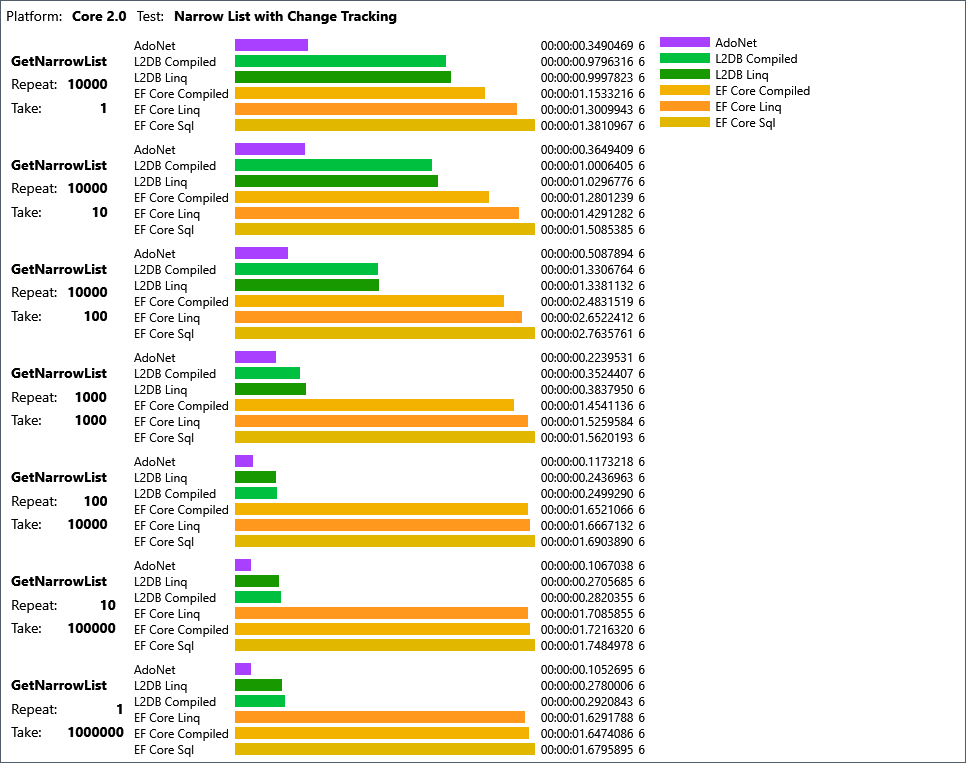 Platform: Core 2.0 Test: Narrow List with Change Tracking
AdoNet 00:00:00.3490469 6
L2DB Compiled 00:00:00.9796316 6
L2DB Linq 00:00:00.9997823 6
EF Core Compiled 00:00:01.1533216 6
EF Core Linq 00:00:01.3009943 6
EF Core Sql 00:00:01.3810967 6
GetNarrowList
Repeat: 10000
Take: 1
AdoNet
L2DB Compiled
L2DB Linq
EF Core Compiled
EF Core Linq
EF Core Sql
AdoNet 00:00:00.3649409 6
L2DB Compiled 00:00:01.0006405 6
L2DB Linq 00:00:01.0296776 6
EF Core Compiled 00:00:01.2801239 6
EF Core Linq 00:00:01.4291282 6
EF Core Sql 00:00:01.5085385 6
GetNarrowList
Repeat: 10000
Take: 10
AdoNet 00:00:00.5087894 6
L2DB Compiled 00:00:01.3306764 6
L2DB Linq 00:00:01.3381132 6
EF Core Compiled 00:00:02.4831519 6
EF Core Linq 00:00:02.6522412 6
EF Core Sql 00:00:02.7635761 6
GetNarrowList
Repeat: 10000
Take: 100
AdoNet 00:00:00.2239531 6
L2DB Compiled 00:00:00.3524407 6
L2DB Linq 00:00:00.3837950 6
EF Core Compiled 00:00:01.4541136 6
EF Core Linq 00:00:01.5259584 6
EF Core Sql 00:00:01.5620193 6
GetNarrowList
Repeat: 1000
Take: 1000
AdoNet 00:00:00.1173218 6
L2DB Linq 00:00:00.2436963 6
L2DB Compiled 00:00:00.2499290 6
EF Core Compiled 00:00:01.6521066 6
EF Core Linq 00:00:01.6667132 6
EF Core Sql 00:00:01.6903890 6
GetNarrowList
Repeat: 100
Take: 10000
AdoNet 00:00:00.1067038 6
L2DB Linq 00:00:00.2705685 6
L2DB Compiled 00:00:00.2820355 6
EF Core Linq 00:00:01.7085855 6
EF Core Compiled 00:00:01.7216320 6
EF Core Sql 00:00:01.7484978 6
GetNarrowList
Repeat: 10
Take: 100000
AdoNet 00:00:00.1052695 6
L2DB Linq 00:00:00.2780006 6
L2DB Compiled 00:00:00.2920843 6
EF Core Linq 00:00:01.6291788 6
EF Core Compiled 00:00:01.6474086 6
EF Core Sql 00:00:01.6795895 6
GetNarrowList
Repeat: 1
Take: 1000000